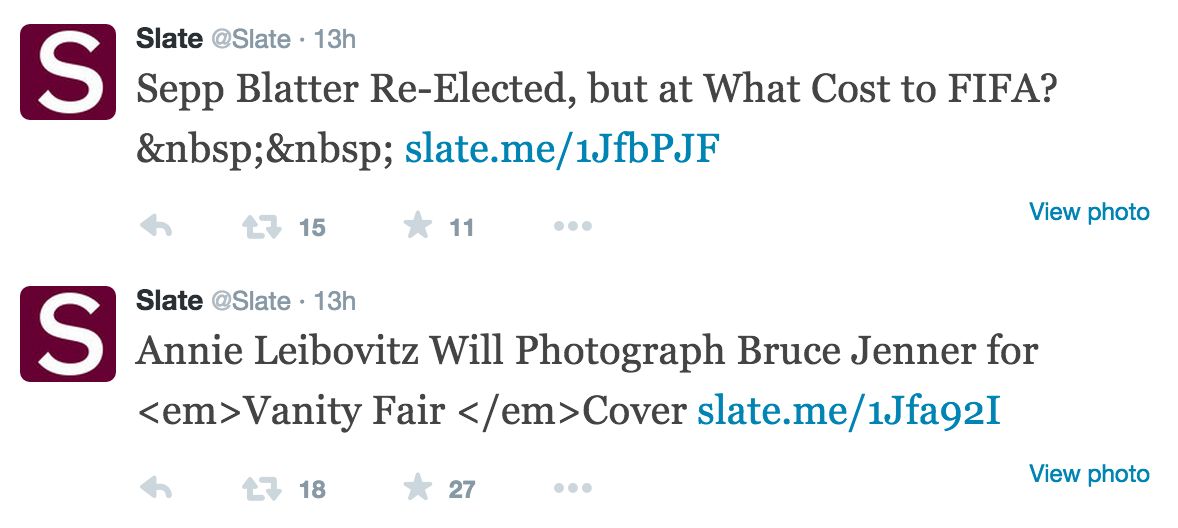 S
Slate @Slate · 13h
Sepp Blatter Re-Elected, but at What Cost to FIFA?
&nbsp;&nbsp; slate.me/1JfbPJF
15 11 View photo
S
Slate @Slate · 13h
Annie Leibovitz Will Photograph Bruce Jenner for
<em>Vanity Fair </em>Cover slate.me/1Jfa92I
18 27 View photo